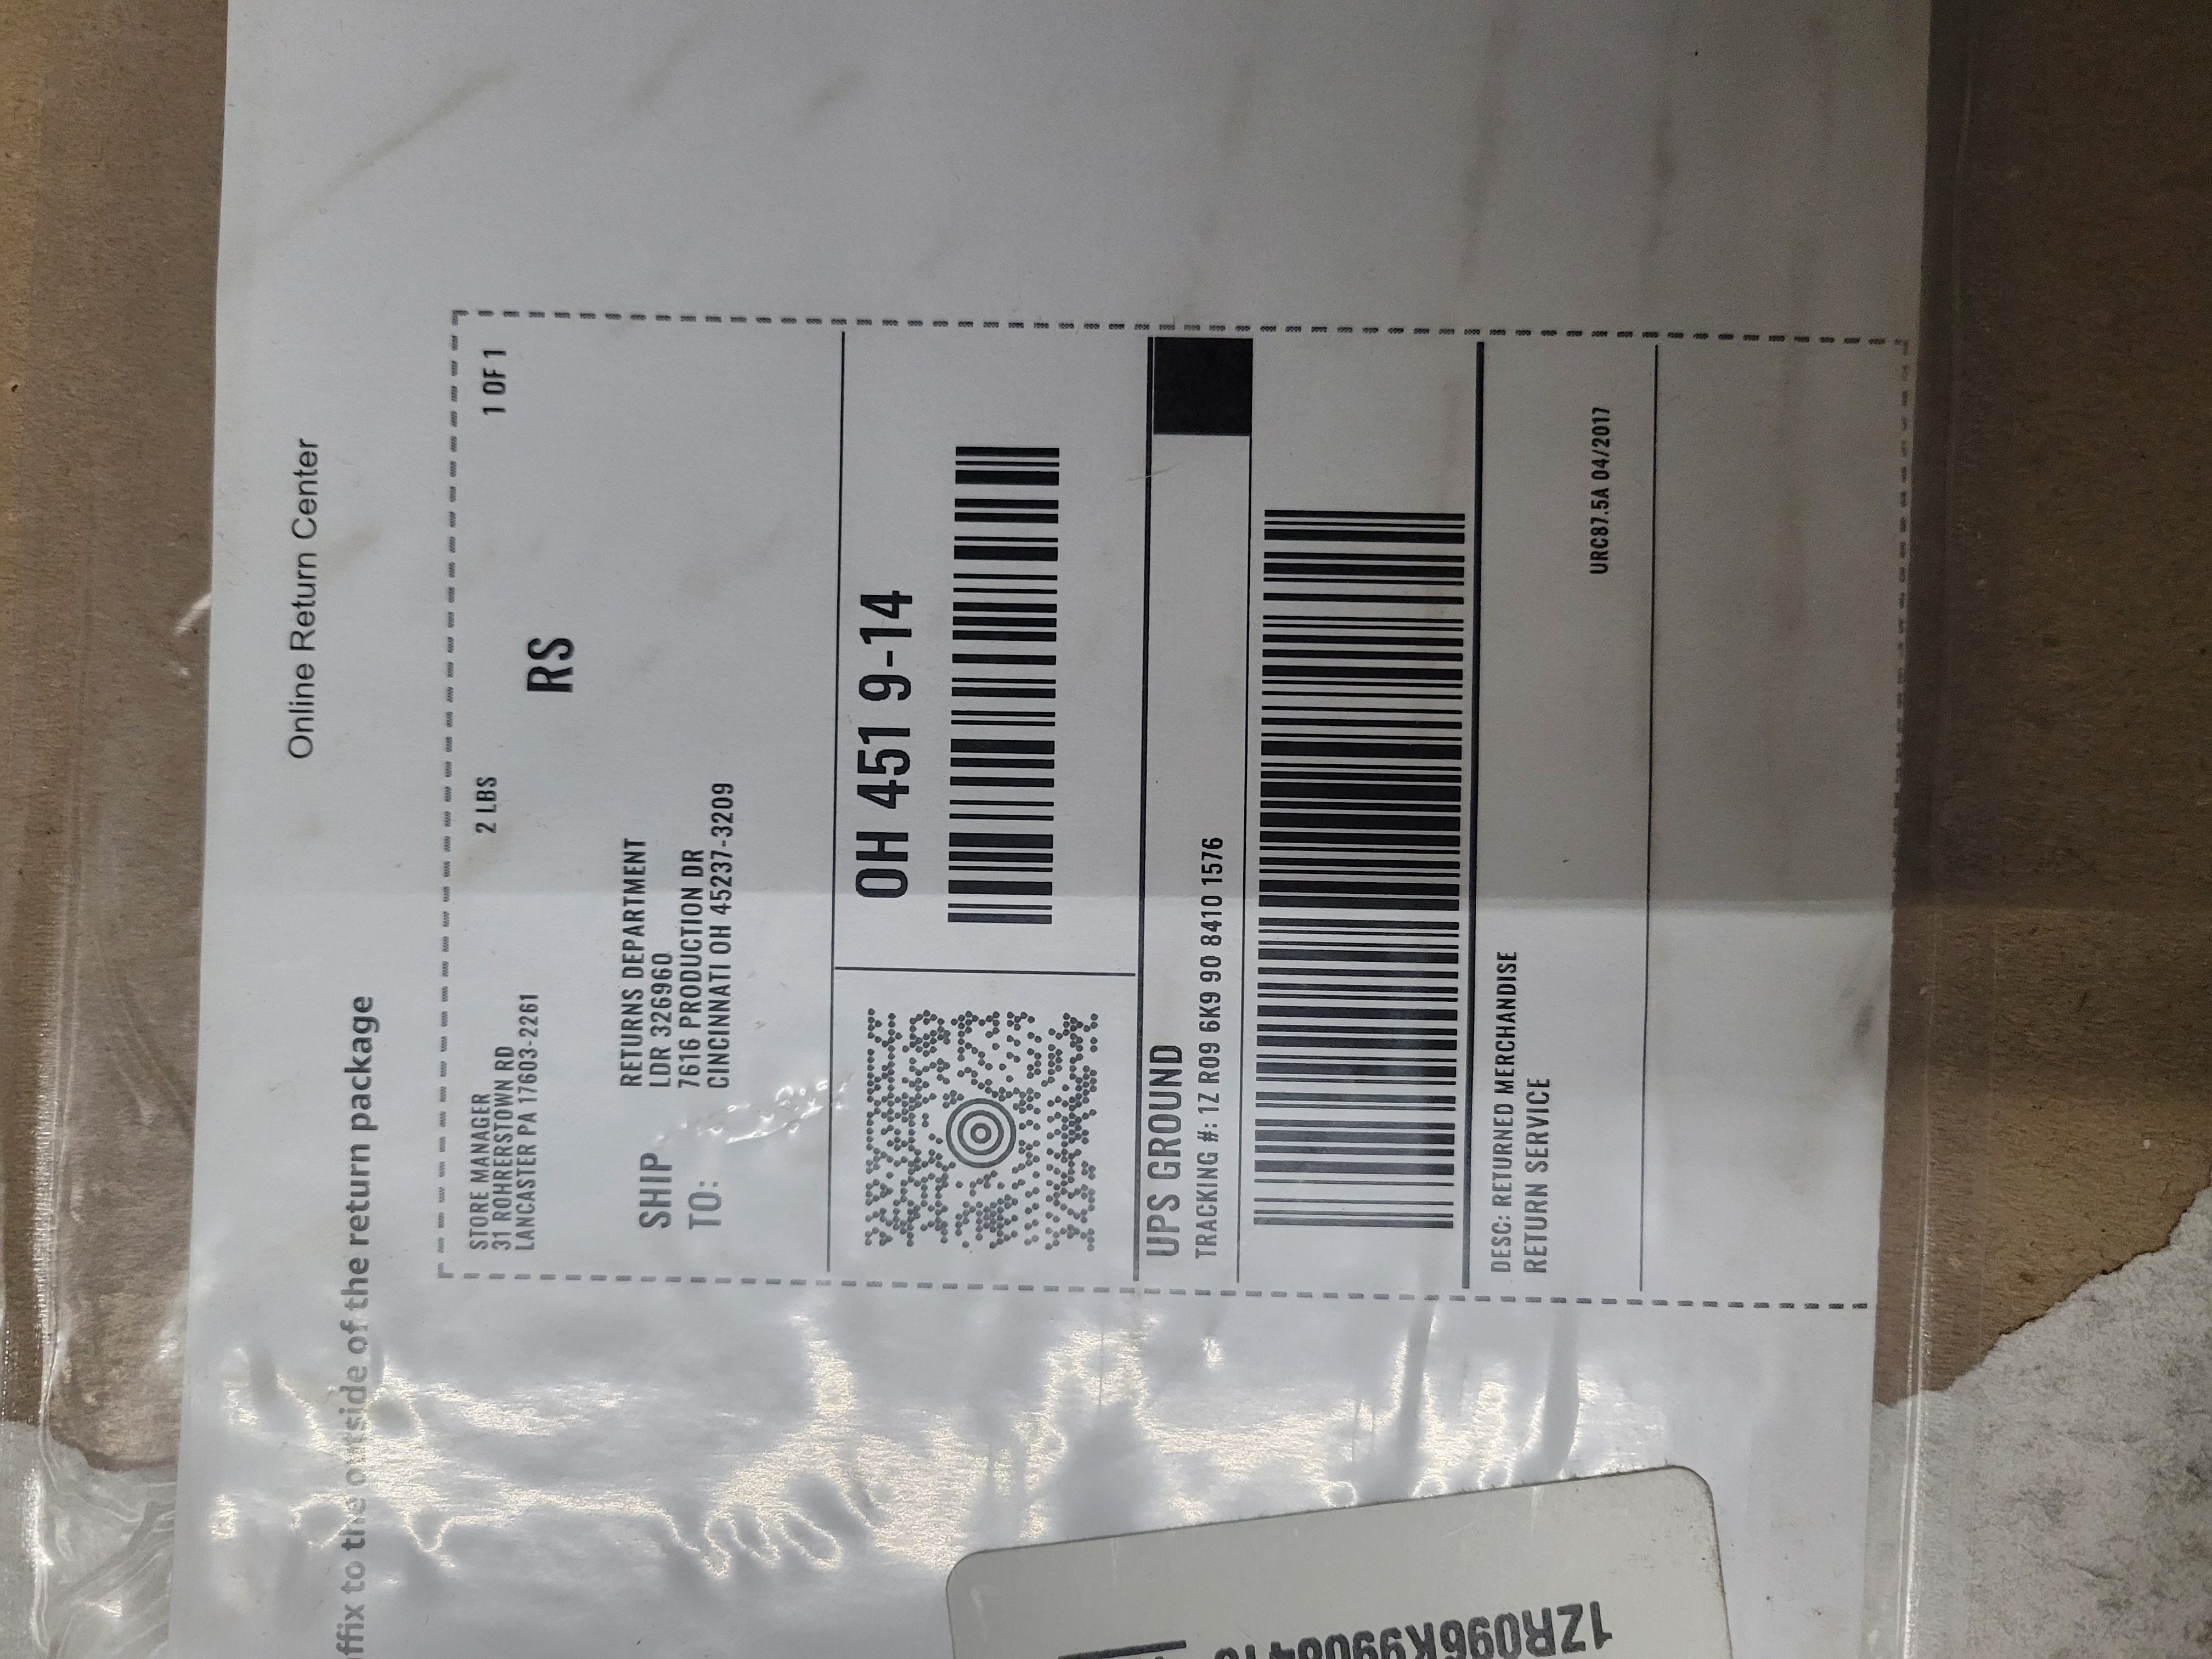 Online Return Center
ffix to the outside of the return package
STORE MANAGER
31 ROHRERSTOWN RD
LANCASTER PA 17603-2261
2 LBS
1 OF 1
RS
SHIP
TO:
RETURNS DEPARTMENT
LDR 326960
7616 PRODUCTION DR
CINCINNATI OH 45237-3209
OH 451 9-14
UPS GROUND
TRACKING #: 1Z R09 6K9 90 8410 1576
DESC: RETURNED MERCHANDISE
RETURN SERVICE
URC87.5A 04/2017
1ZR096K990841